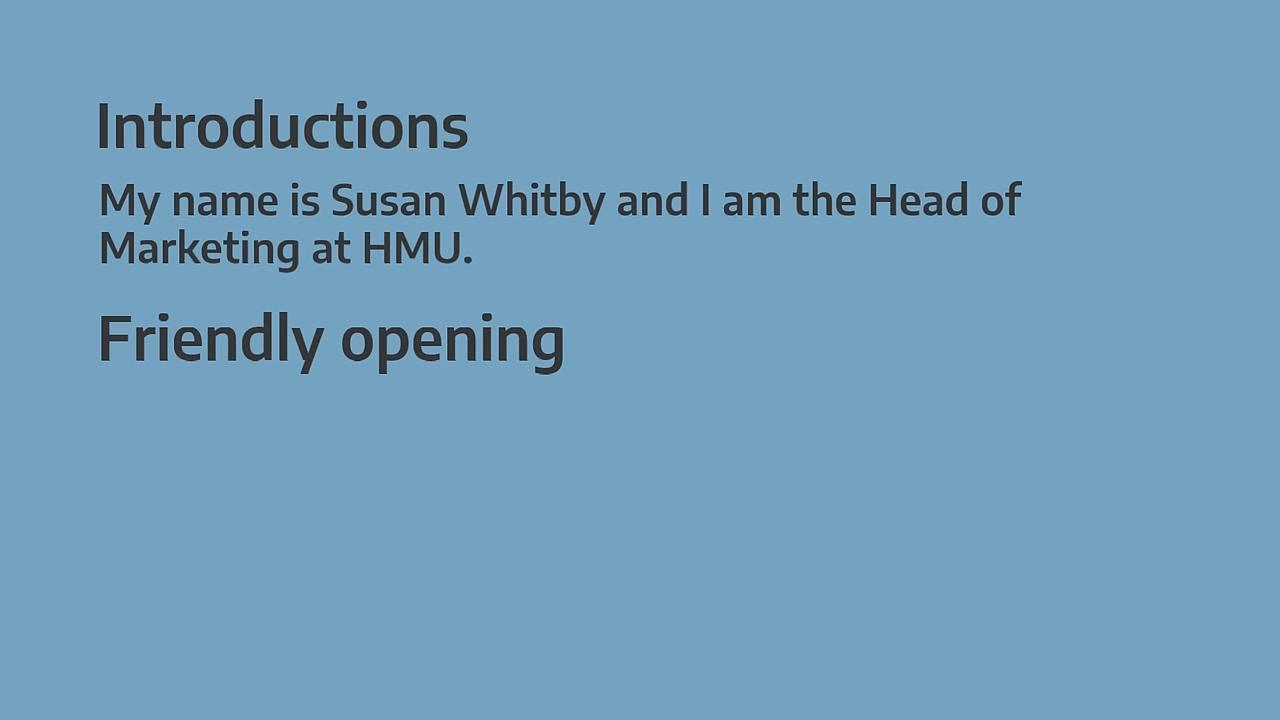 Introductions
My name is Susan Whitby and I am the Head of
Marketing at HMU.
Friendly opening